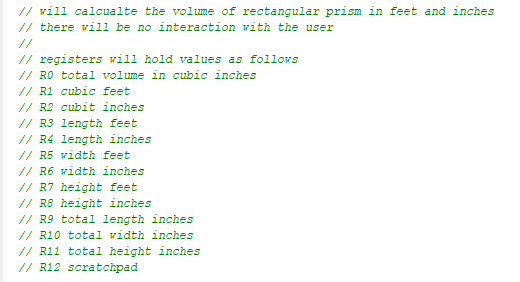 // will calcualte the volume of rectangular prism in feet and inches
// there will be no interaction with the user
//
// registers will hold values as follows
// R0 total volume in cubic inches
// R1 cubic feet
// R2 cubit inches
// R3 length feet
// R4 length inches
// R5 width feet
// R6 width inches
// R7 height feet
// R8 height inches
// R9 total length inches
// R10 total width inches
// R11 total height inches
// R12 scratchpad